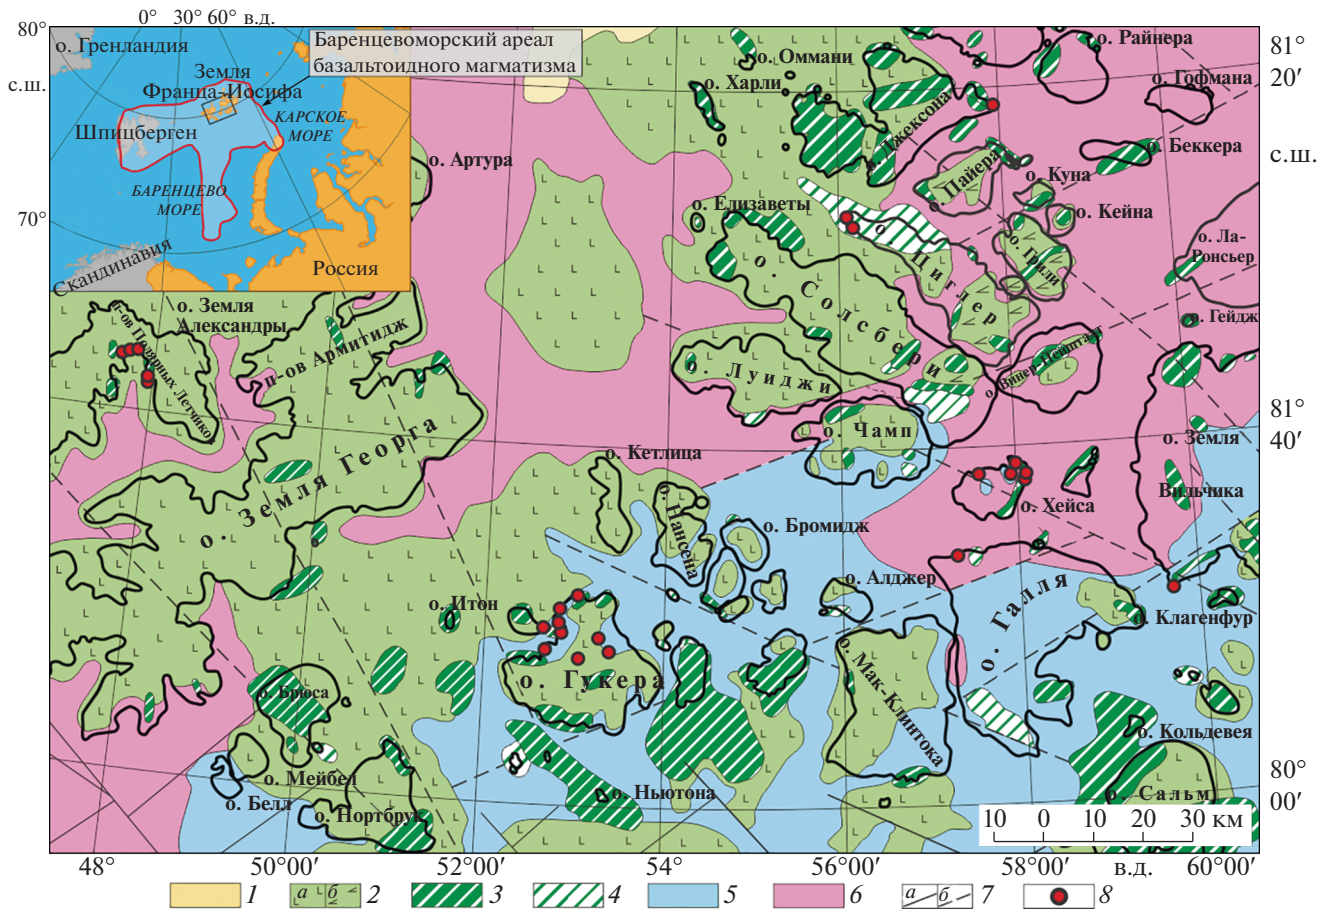 0° 30° 60° в.д.
80°
с.ш.
70°
о. Гренландия
Баренцевоморский ареал
базальтоидного магматизма
Земля
Франца-Иосифа
КАРСКОЕ
МОРЕ
Шпицберген
БАРЕНЦЕВО
МОРЕ
Скандинавия
Россия
о. Артура
о. Оммани
о. Харли
о. Джексона
о. Райнера
о. Гофмана
81°
20′
с.ш.
о. Беккера
о. Пайера
о. Куна
о. Кейна
о. Елизаветы
о. Циглер
о. Грили
о. Ла-
Ронсьер
о. Солсбери
о. Гейдж
о. Земля
Александры
п-ов Полярных Летчиков
п-ов Армитидж
о. Луиджи
о. Винер-Нейштадт
81°
40′
о. Земля Георга
о. Чамп
о. Земля
Вильчика
о. Кетлица
о. Нансена
о. Бромидж
о. Хейса
о. Алджер
о. Галля
о. Итон
о. Клагенфур
о. Гукера
о. Мак-Клинтока
о. Брюса
о. Кольдевея
о. Мейбел
о. Белл
о. Нортбрук
о. Ньютона
о. Сальм
80°
00′
10 0 10 20 30 км
48° 50°00′ 52°00′ 54° 56°00′ 58°00′ в.д. 60°00′
1 а б 2 3 4 5 6 а б 7 8